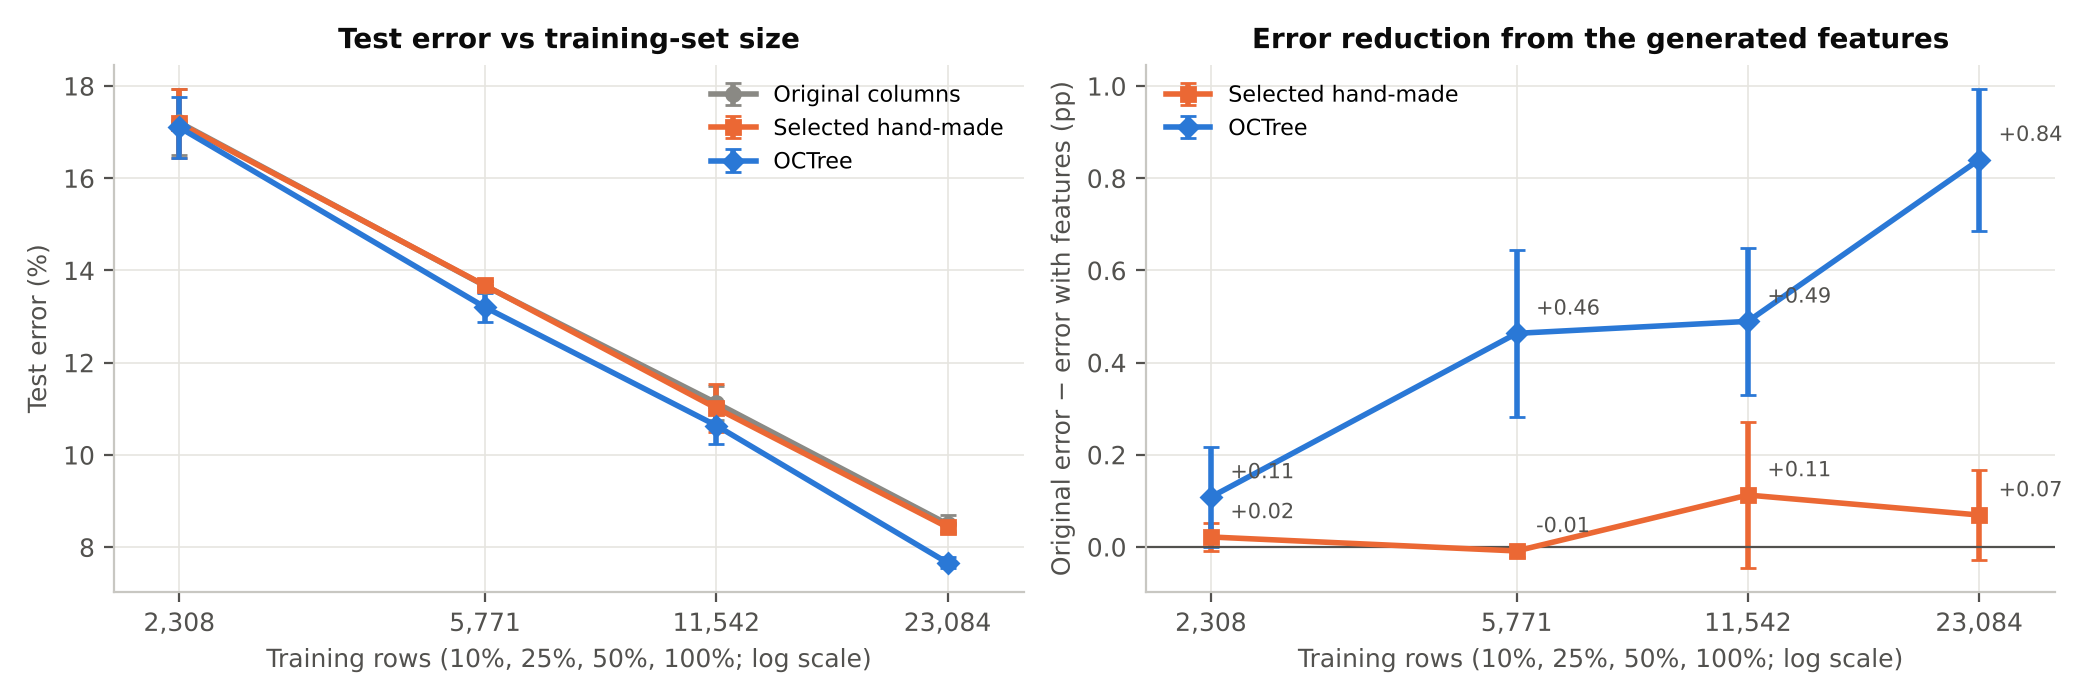 Test error vs training-set size
18
16
14
12
10
8
Test error (%)
Original columns
Selected hand-made
OCTree
2,308
5,771
11,542
23,084
Training rows (10%, 25%, 50%, 100%; log scale)
Error reduction from the generated features
1.0
0.8
0.6
0.4
0.2
0.0
Original error − error with features (pp)
Selected hand-made
OCTree
+0.84
+0.46
+0.49
+0.11
+0.02
-0.01
+0.11
+0.07
2,308
5,771
11,542
23,084
Training rows (10%, 25%, 50%, 100%; log scale)